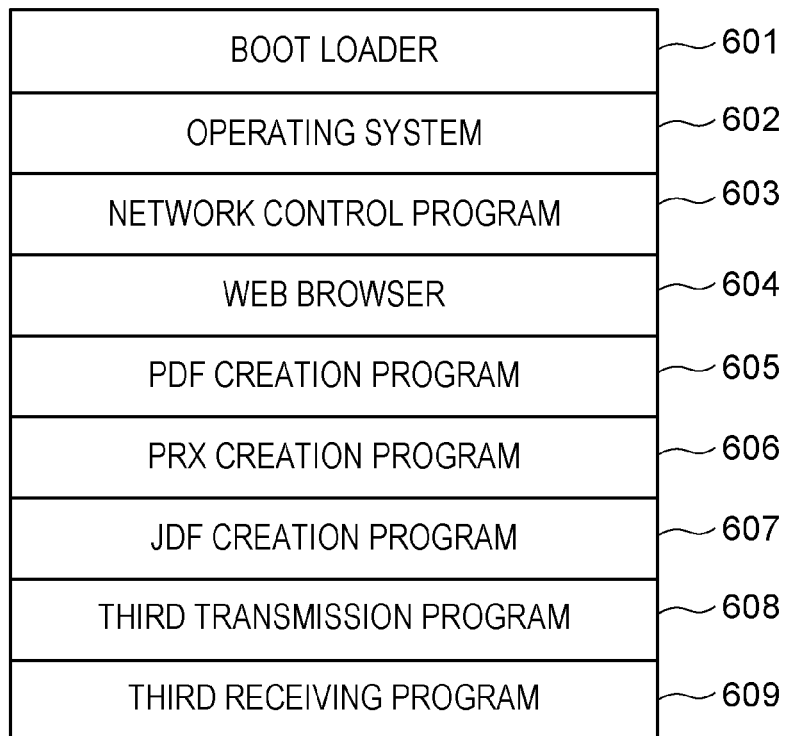 BOOT LOADER 601
OPERATING SYSTEM 602
NETWORK CONTROL PROGRAM 603
WEB BROWSER 604
PDF CREATION PROGRAM 605
PRX CREATION PROGRAM 606
JDF CREATION PROGRAM 607
THIRD TRANSMISSION PROGRAM 608
THIRD RECEIVING PROGRAM 609